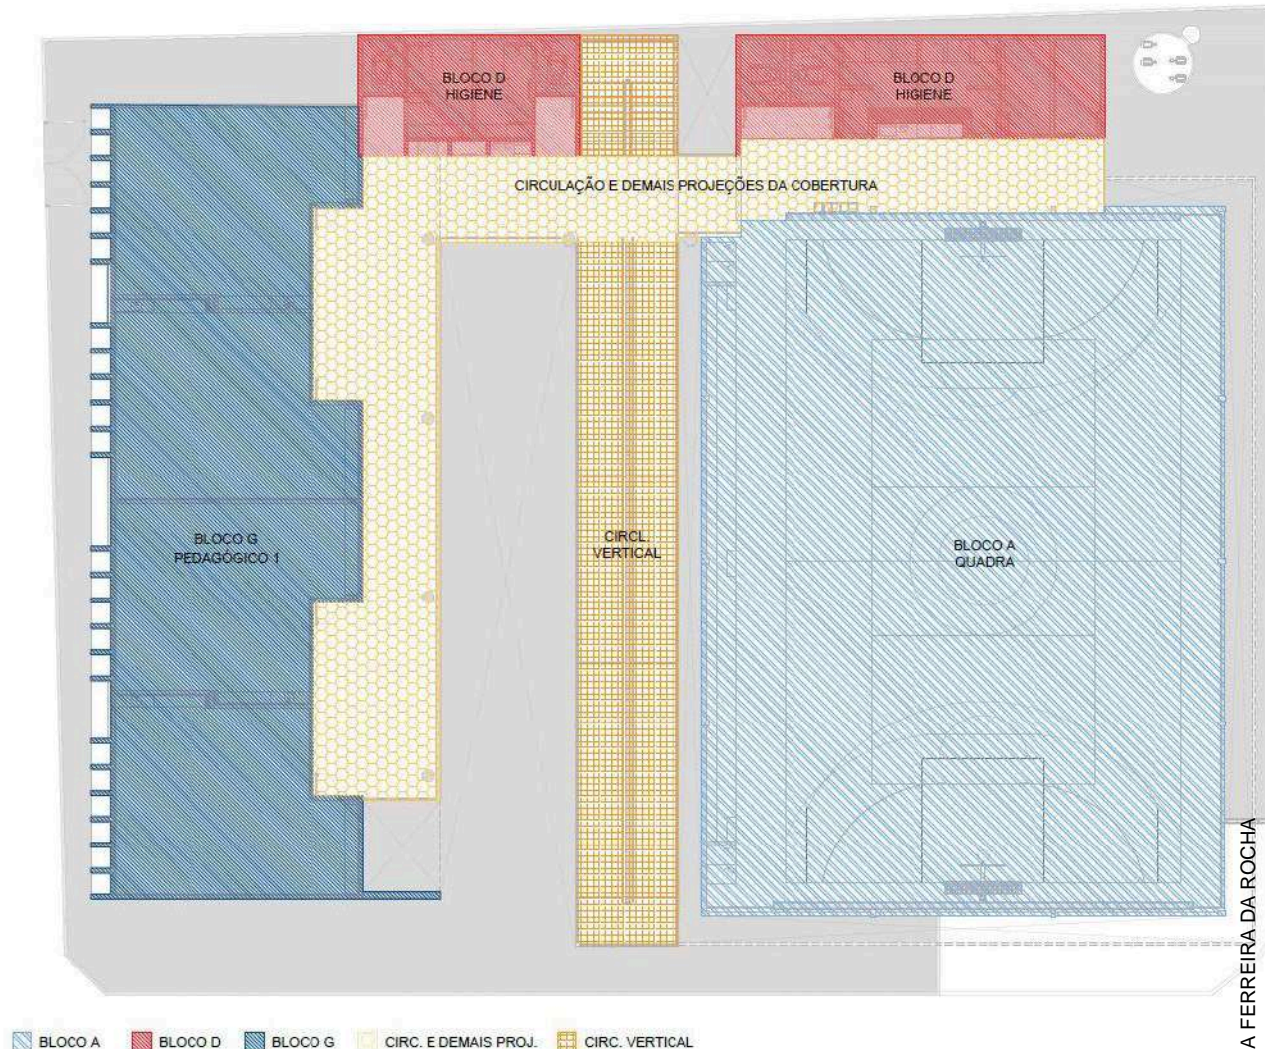 BLOCO D
HIGIENE
BLOCO D
HIGIENE
CIRCULAÇÃO E DEMAIS PROJEÇÕES DA COBERTURA
BLOCO G
PEDAGÓGICO 1
CIRCL.
VERTICAL
BLOCO A
QUADRA
A FERREIRA DA ROCHA
BLOCO A
BLOCO D
BLOCO G
CIRC. E DEMAIS PROJ.
CIRC. VERTICAL